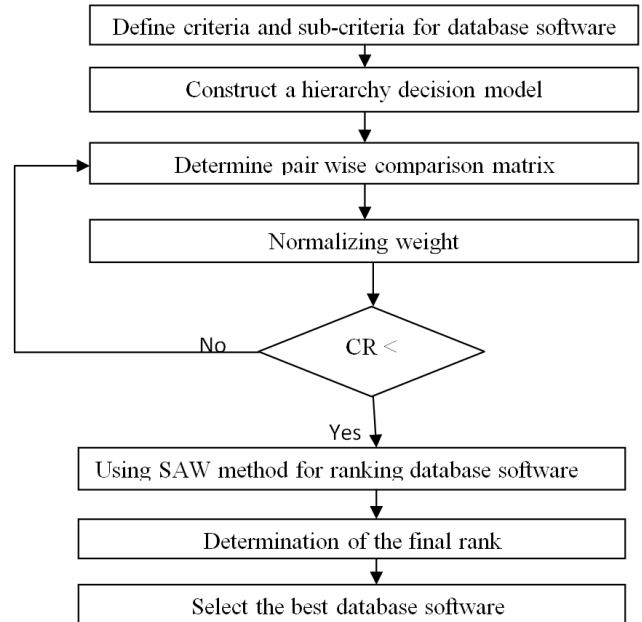 Define criteria and sub-criteria for database software
Construct a hierarchy decision model
Determine pair wise comparison matrix
Normalizing weight
CR <
No
Yes
Using SAW method for ranking database software
Determination of the final rank
Select the best database software